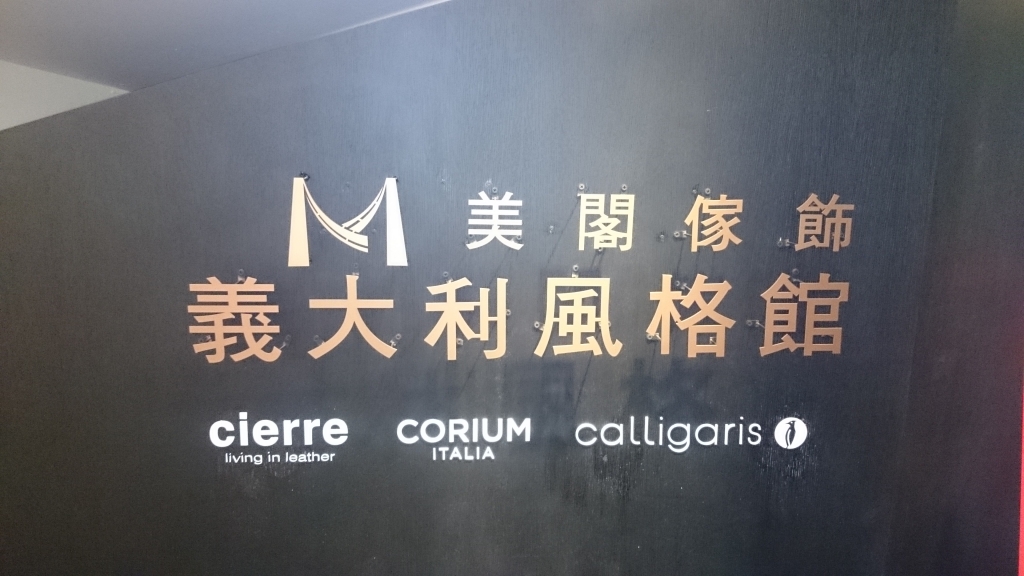 M 美閣傢飾
義大利風格館
cierre CORIUM calligaris
living in leather ITALIA